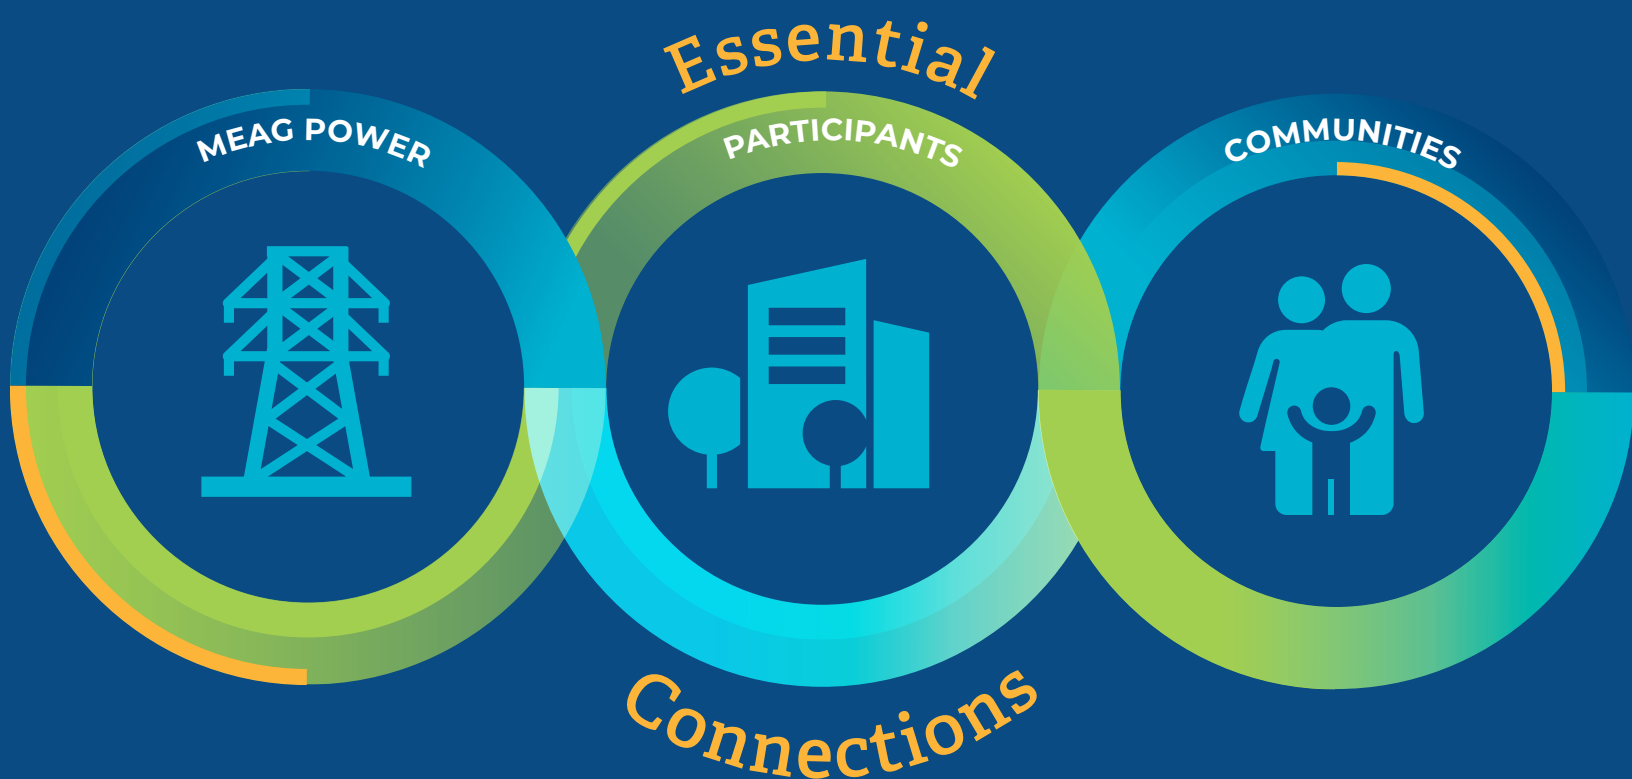 Essential
MEAG POWER
PARTICIPANTS
COMMUNITIES
Connections